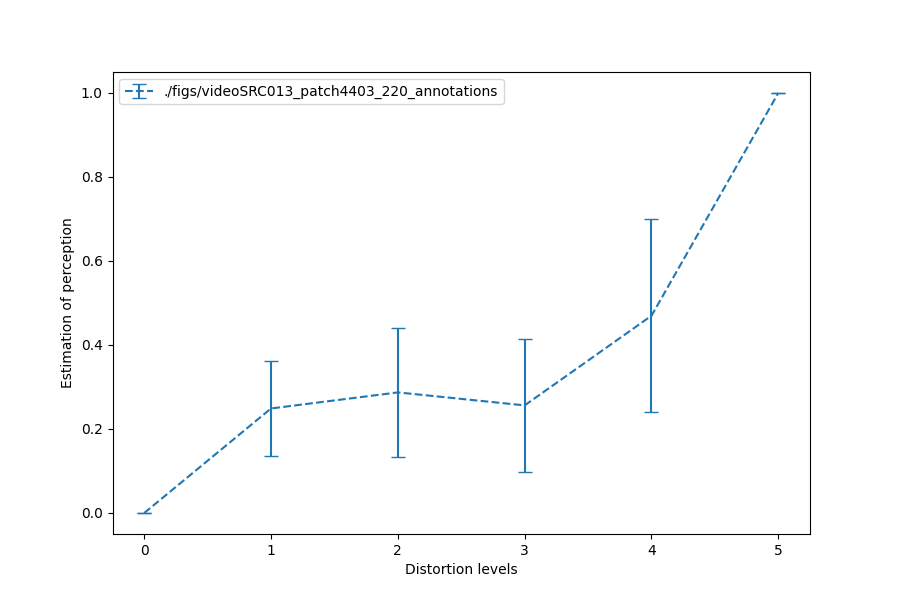 ./figs/videoSRC013_patch4403_220_annotations
1.0
0.8
0.6
0.4
0.2
0.0
Estimation of perception
0 1 2 3 4 5
Distortion levels